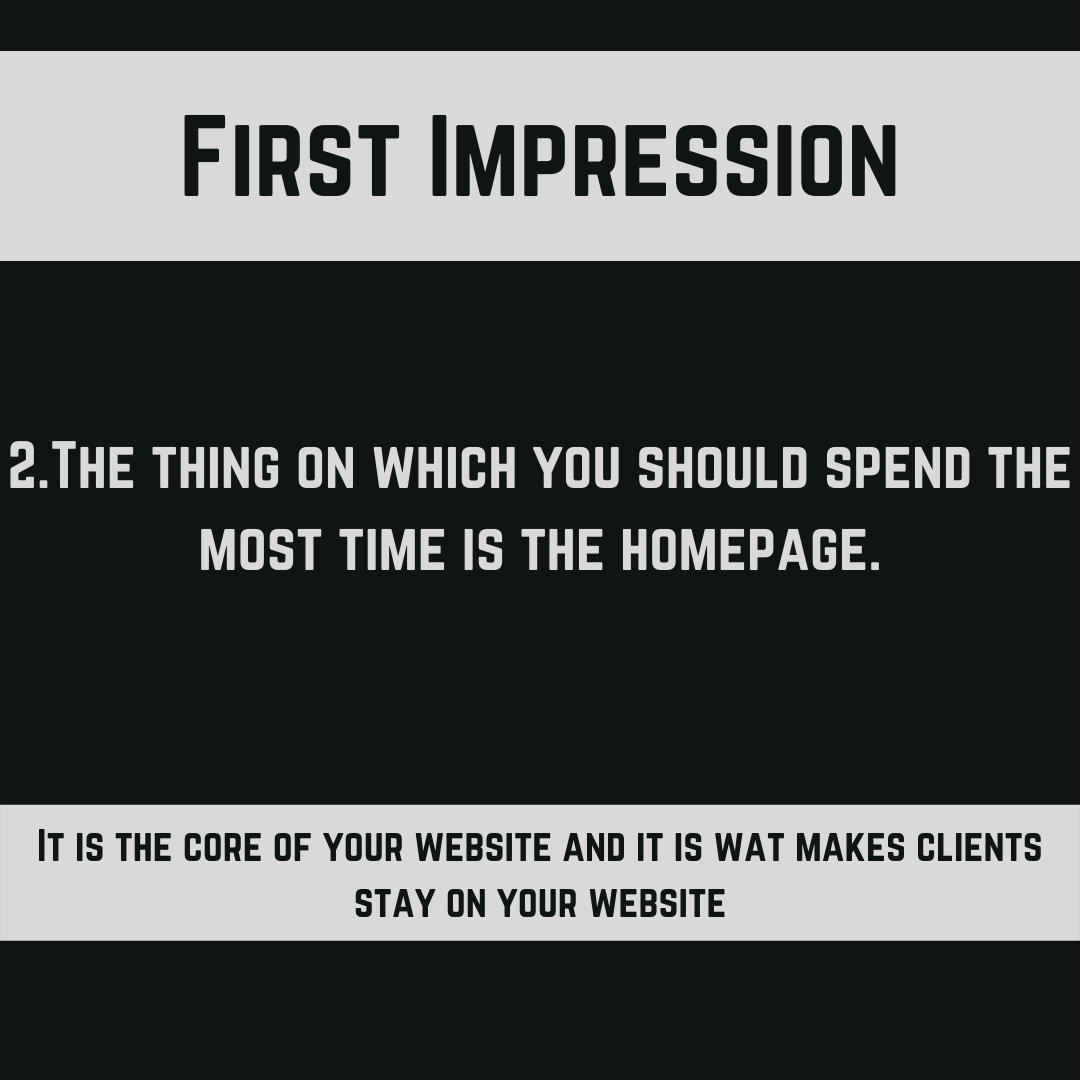 First Impression
2.The thing on which you should spend the
most time is the homepage.
It is the core of your website and it is wat makes clients
stay on your website